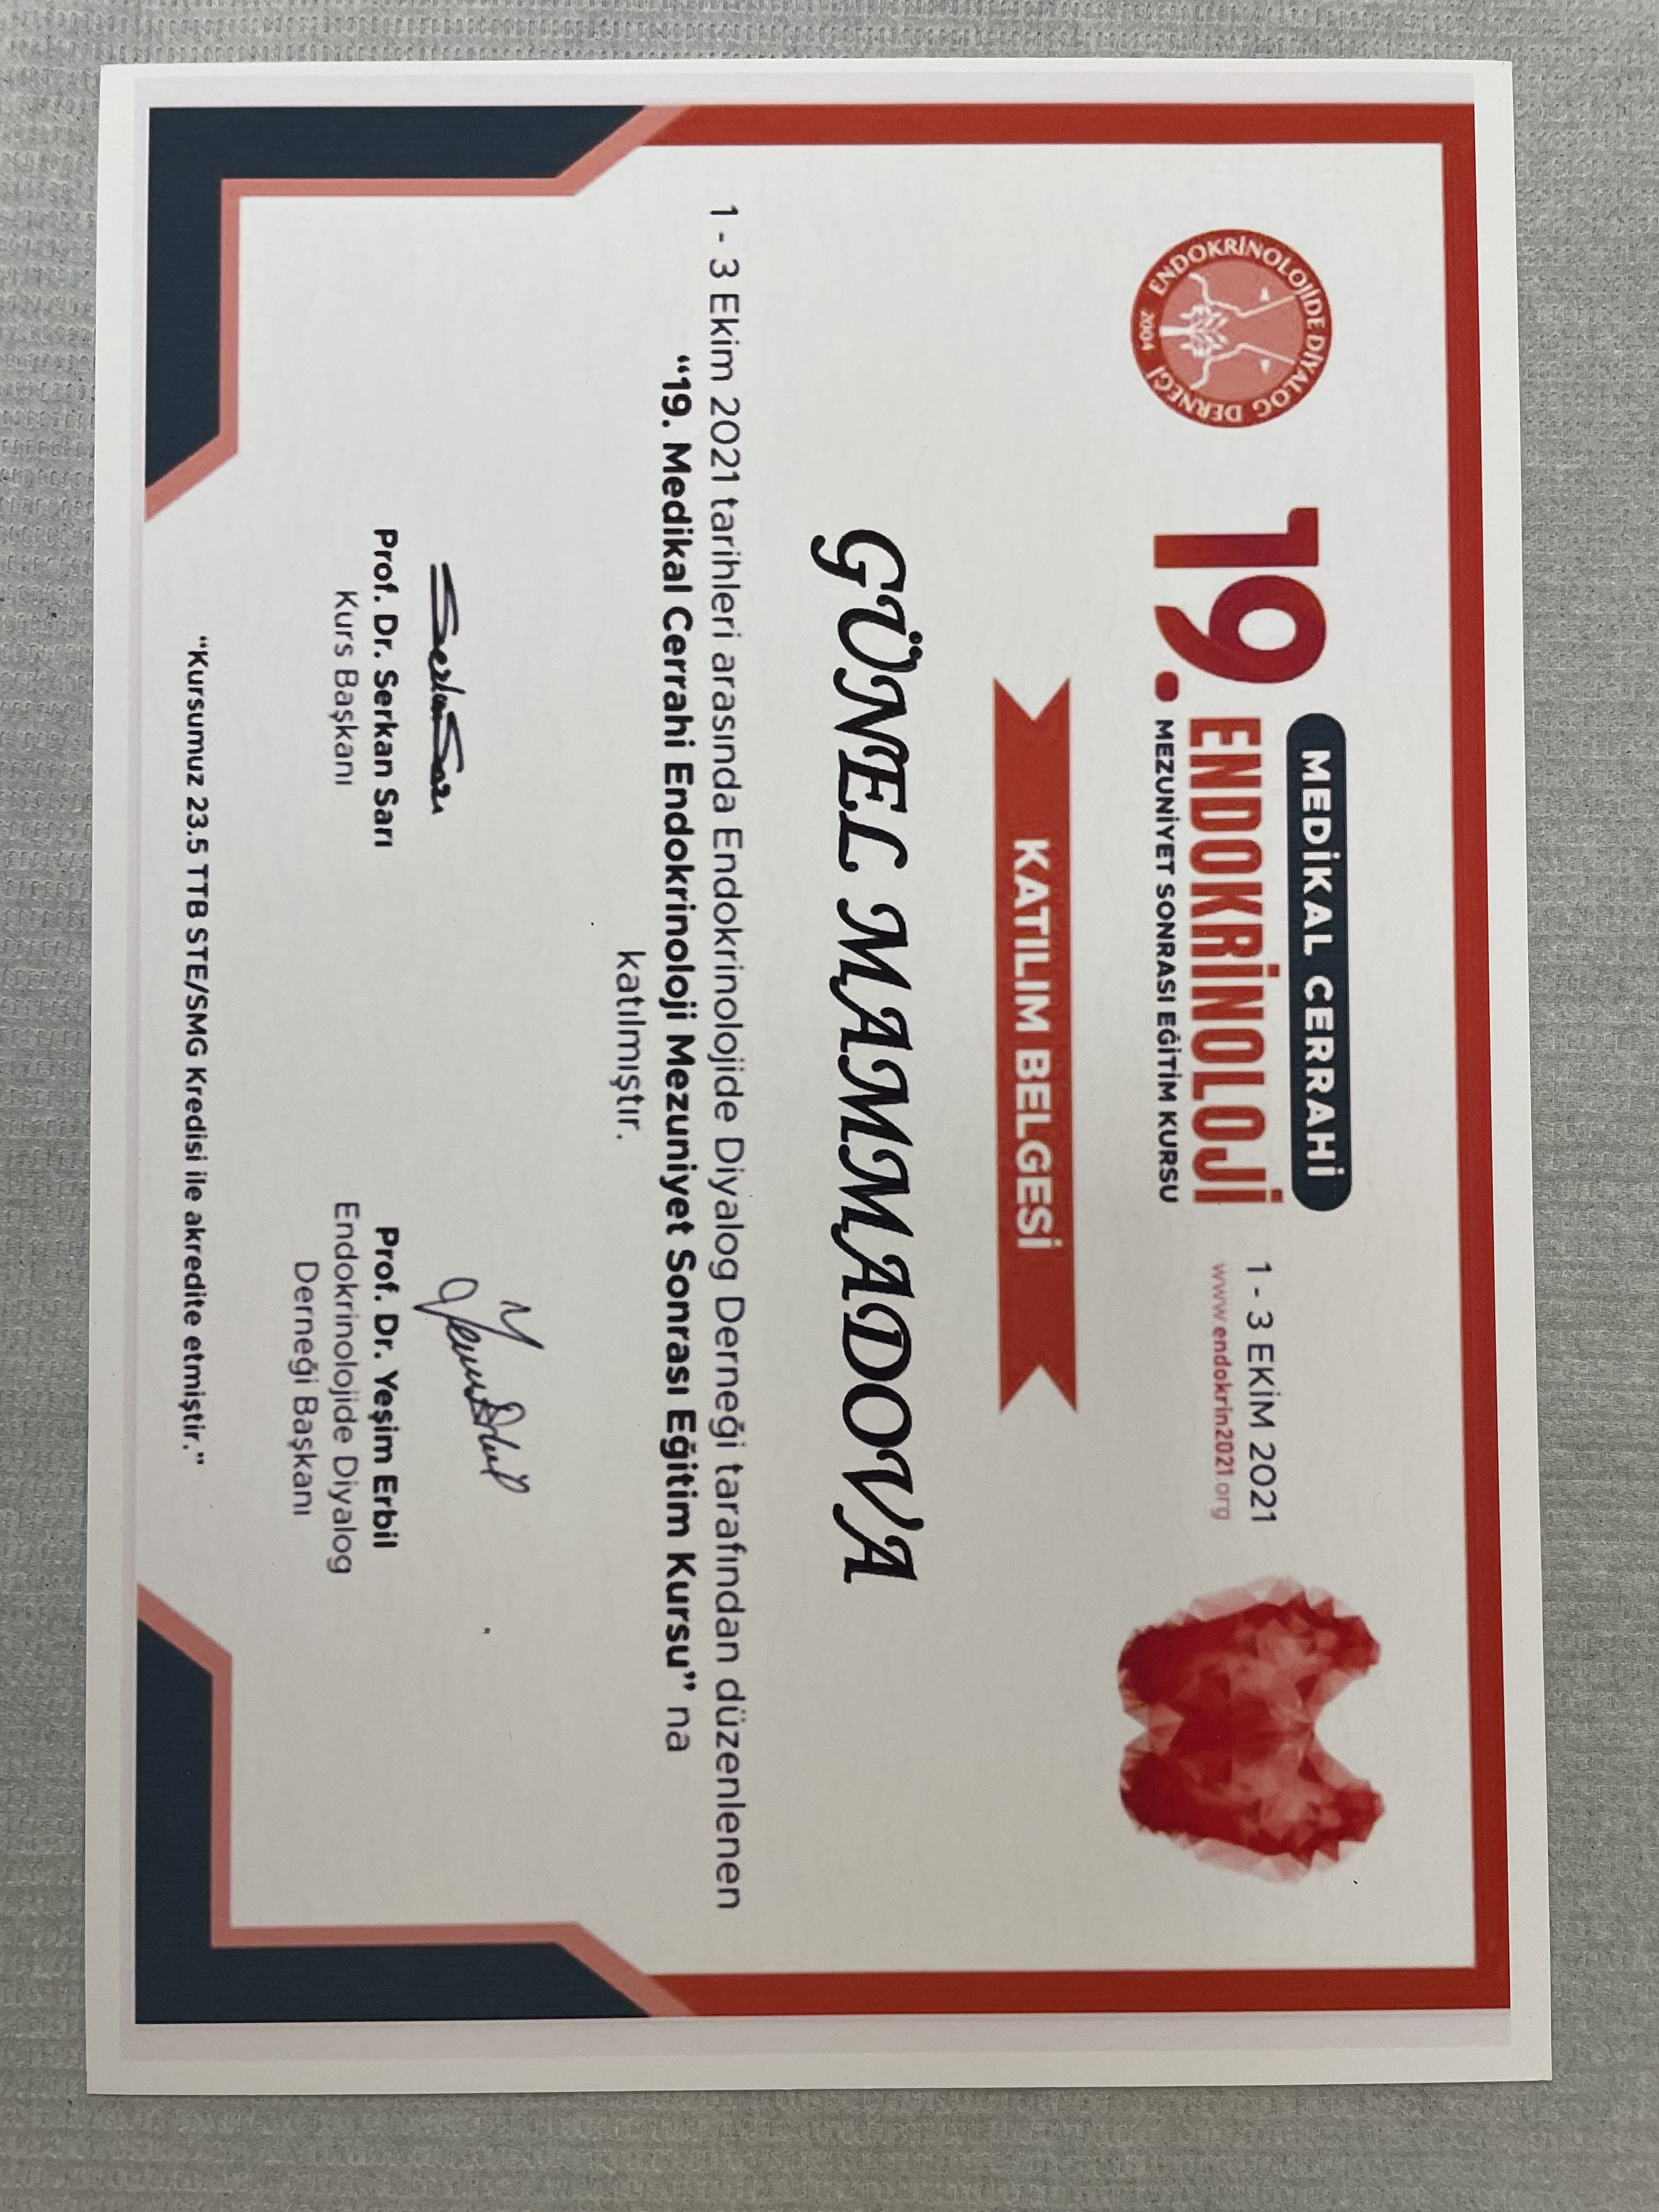 ENDOKRİNOLOJİDE DİYALOG DERNEĞİ
2004
19.
MEDİKAL CERRAHİ
ENDOKRİNOLOJİ
MEZUNİYET SONRASI EĞİTİM KURSU
1 - 3 EKİM 2021
www.endokrin2021.org
KATILIM BELGESİ
GÜNEL MAMMADOVA
1 - 3 Ekim 2021 tarihleri arasında Endokrinolojide Diyalog Derneği tarafından düzenlenen
“19. Medikal Cerrahi Endokrinoloji Mezuniyet Sonrası Eğitim Kursu” na
katılmıştır.
Serkan Sarı
Prof. Dr. Serkan Sarı
Kurs Başkanı
Yeşim Erbil
Prof. Dr. Yeşim Erbil
Endokrinolojide Diyalog
Derneği Başkanı
“Kursumuz 23.5 TTB STE/SMG Kredisi ile akredite etmiştir.”